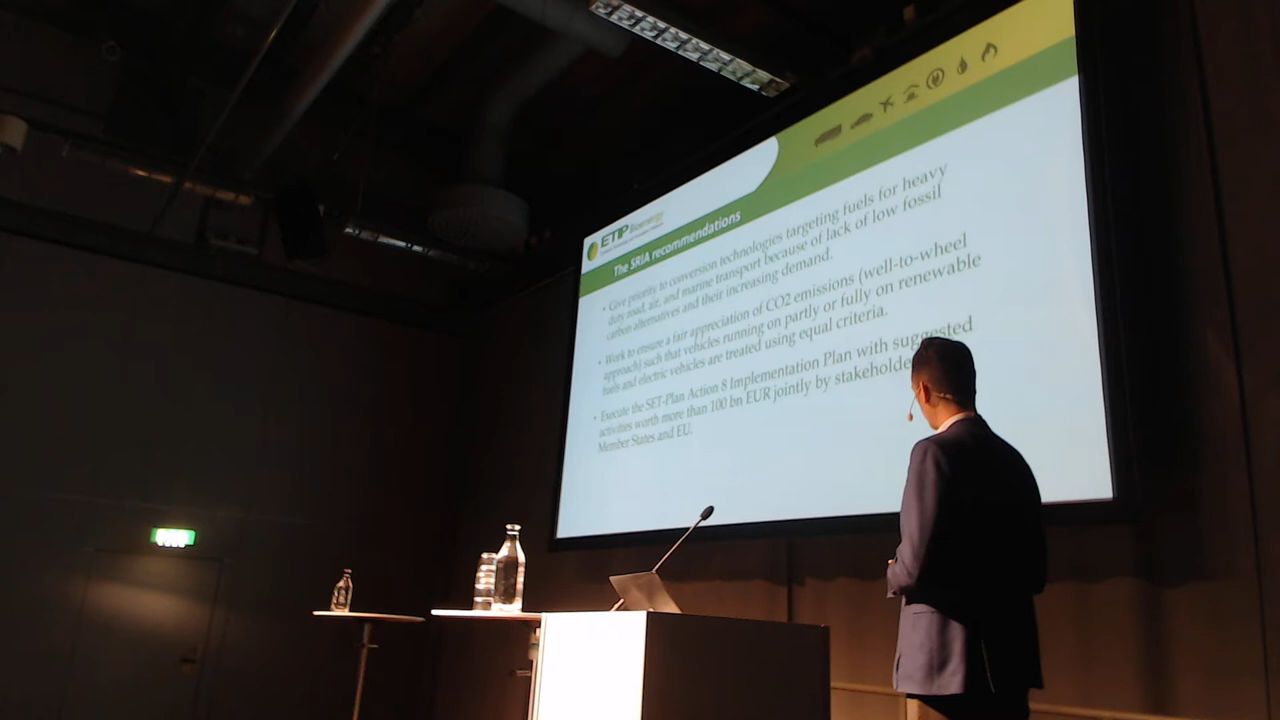 ETP Bioenergy
The SRIA recommendations
• Give priority to conversion technologies targeting fuels for heavy
duty road, air, and marine transport because of lack of low fossil
carbon alternatives and their increasing demand.
• Work to ensure a fair appreciation of CO2 emissions (well-to-wheel
approach) such that vehicles running on partly or fully on renewable
fuels and electric vehicles are treated using equal criteria.
• Execute the SET-Plan Action 8 Implementation Plan with suggested
activities worth more than 100 bn EUR jointly by
Member States and EU.